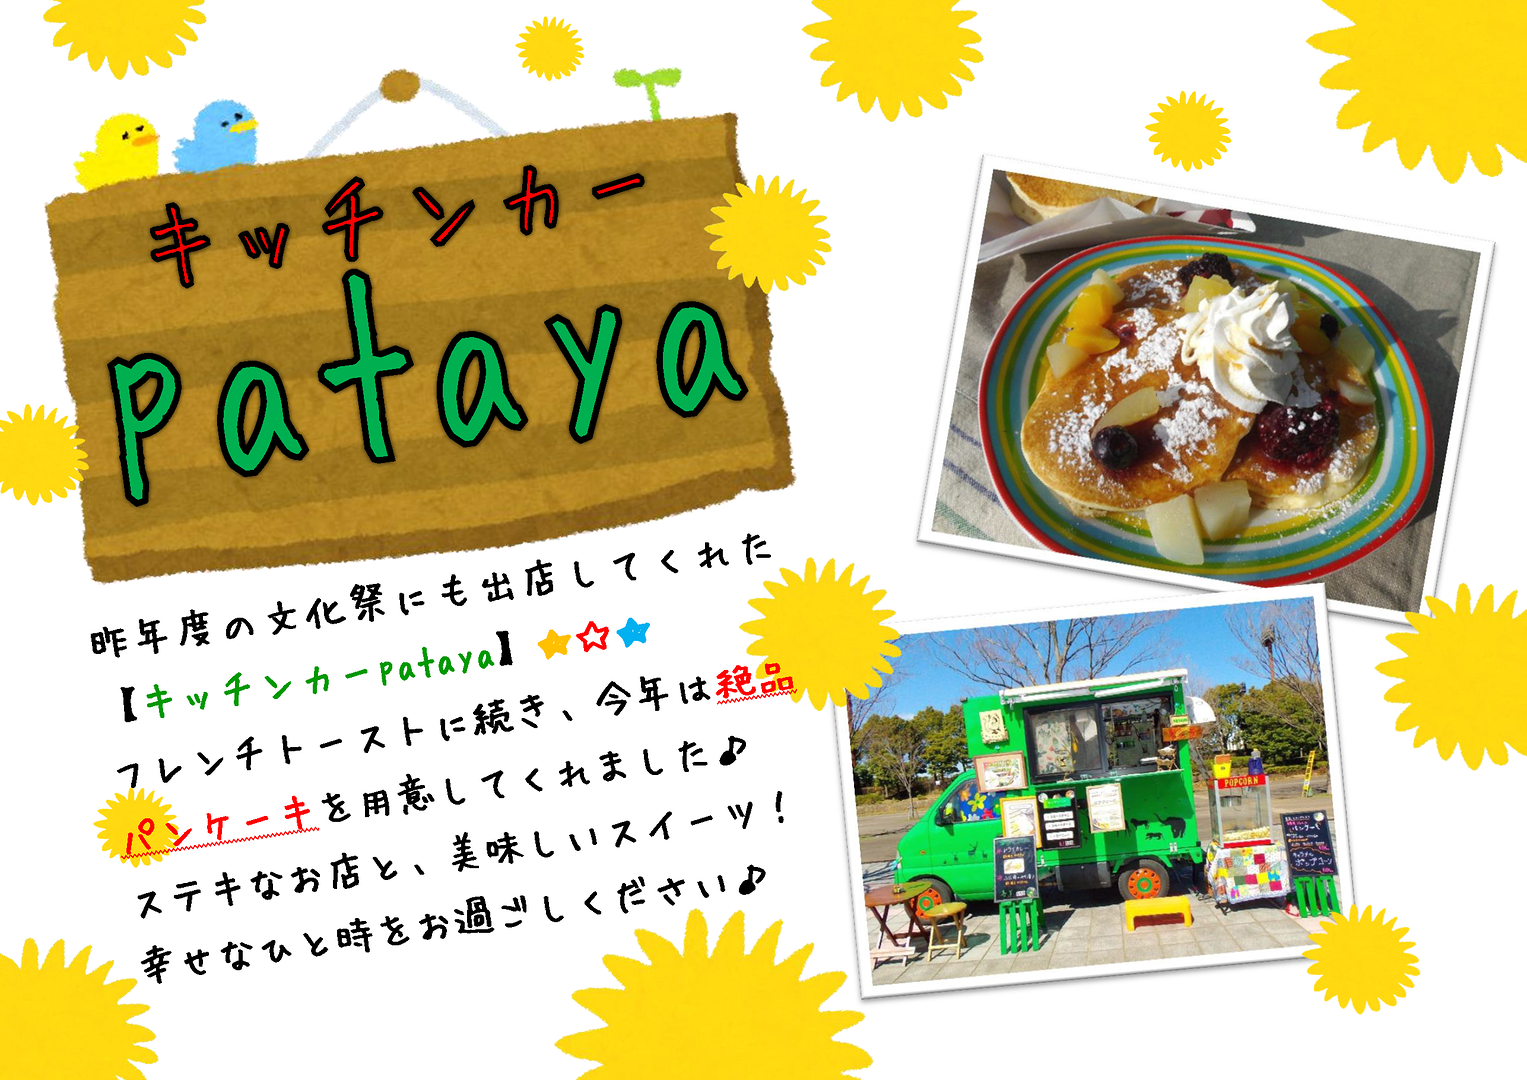 キッチンカー
pataya
昨年度の文化祭にも出店してくれた
【キッチンカーpataya】
フレンチトーストに続き、今年は絶品
パンケーキを用意してくれました♪
ステキなお店と、美味しいスイーツ！
幸せなひと時をお過ごしください♪
POPCORN